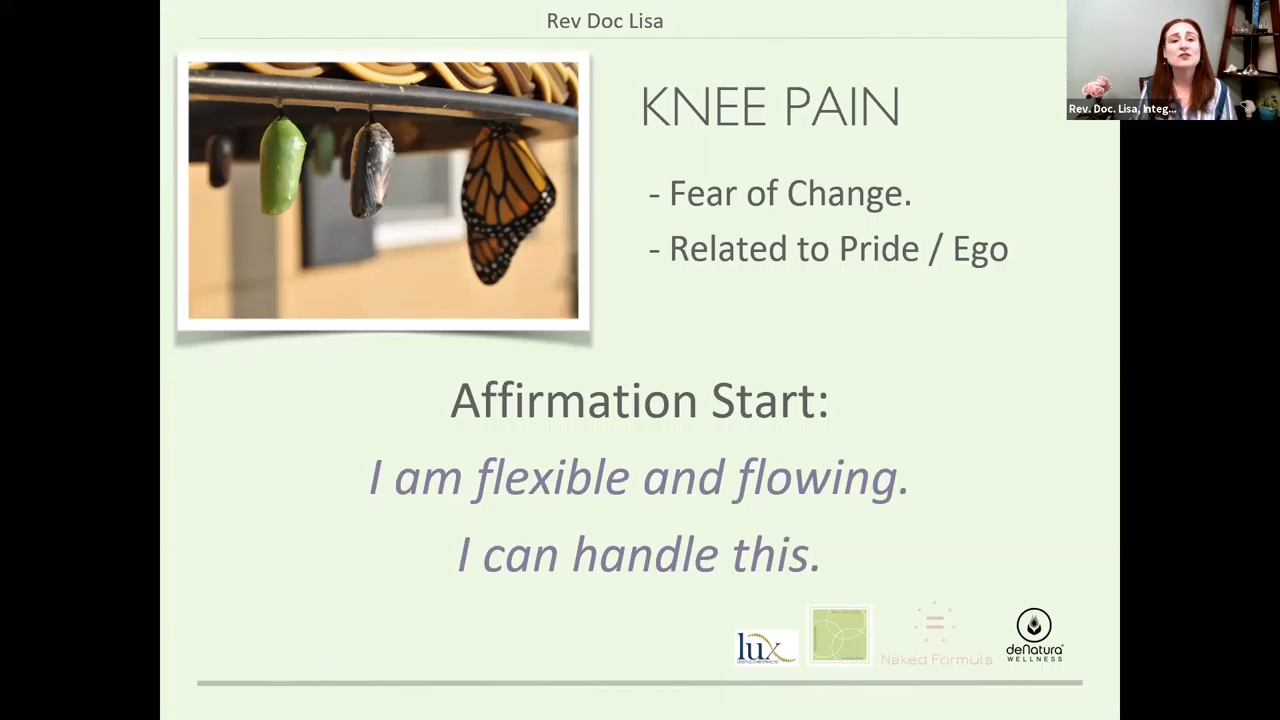 Rev Doc Lisa
Rev. Doc. Lisa, Integ...
KNEE PAIN
- Fear of Change.
- Related to Pride / Ego
Affirmation Start:
I am flexible and flowing.
I can handle this.
lux
Naked Formula
deNatura
WELLNESS